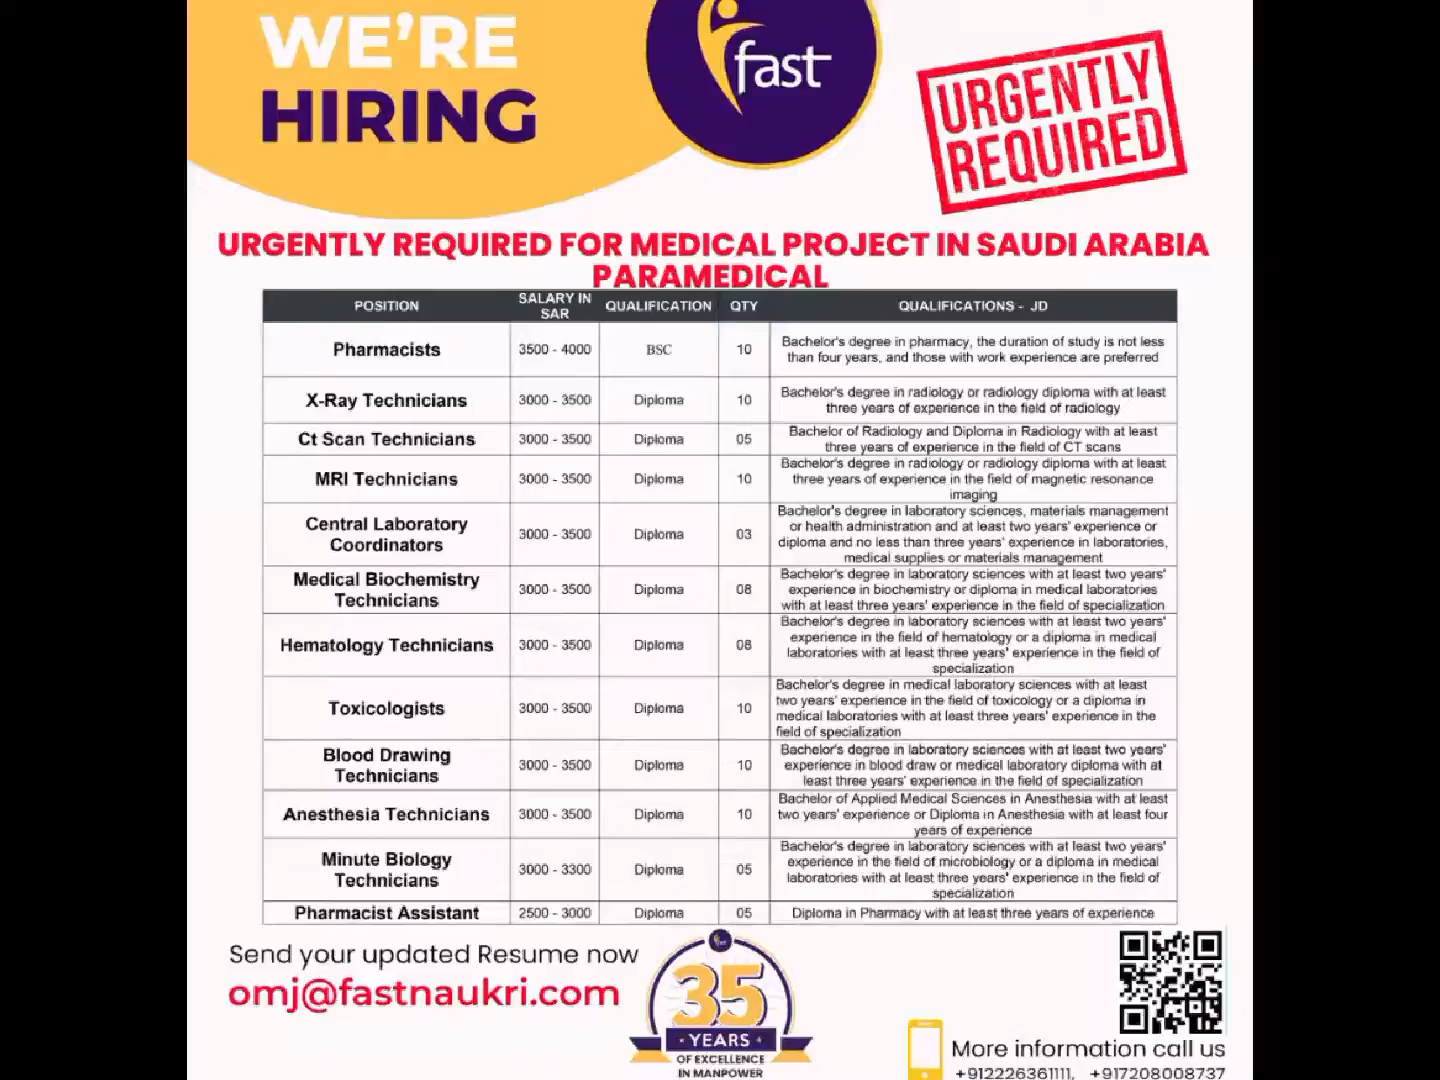 WE'RE
HIRING
fast
URGENTLY
REQUIRED
URGENTLY REQUIRED FOR MEDICAL PROJECT IN SAUDI ARABIA
PARAMEDICAL
POSITION SALARY IN SAR QUALIFICATION QTY QUALIFICATIONS - JD
Pharmacists 3500 - 4000 BSC 10 Bachelor's degree in pharmacy, the duration of study is not less
than four years, and those with work experience are preferred
X-Ray Technicians 3000 - 3500 Diploma 10 Bachelor's degree in radiology or radiology diploma with at least
three years of experience in the field of radiology
Ct Scan Technicians 3000 - 3500 Diploma 05 Bachelor of Radiology and Diploma in Radiology with at least
three years of experience in the field of CT scans
MRI Technicians 3000 - 3500 Diploma 10 Bachelor's degree in radiology or radiology diploma with at least
three years of experience in the field of magnetic resonance
imaging
Central Laboratory
Coordinators 3000 - 3500 Diploma 03 Bachelor's degree in laboratory sciences, materials management
or health administration and at least two years' experience or
diploma and no less than three years' experience in laboratories,
medical supplies or materials management
Medical Biochemistry
Technicians 3000 - 3500 Diploma 08 Bachelor's degree in laboratory sciences with at least two years'
experience in biochemistry or diploma in medical laboratories
with at least three years' experience in the field of specialization
Hematology Technicians 3000 - 3500 Diploma 08 Bachelor's degree in laboratory sciences with at least two years'
experience in the field of hematology or a diploma in medical
laboratories with at least three years' experience in the field of
specialization
Toxicologists 3000 - 3500 Diploma 10 Bachelor's degree in medical laboratory sciences with at least
two years' experience in the field of toxicology or a diploma in
medical laboratories with at least three years' experience in the
field of specialization
Blood Drawing
Technicians 3000 - 3500 Diploma 10 Bachelor's degree in laboratory sciences with at least two years'
experience in blood draw or medical laboratory diploma with at
least three years' experience in the field of specialization
Anesthesia Technicians 3000 - 3500 Diploma 10 Bachelor of Applied Medical Sciences in Anesthesia with at least
two years' experience or Diploma in Anesthesia with at least four
years of experience
Minute Biology
Technicians 3000 - 3300 Diploma 05 Bachelor's degree in laboratory sciences with at least two years'
experience in the field of microbiology or a diploma in medical
laboratories with at least three years' experience in the field of
specialization
Pharmacist Assistant 2500 - 3000 Diploma 05 Diploma in Pharmacy with at least three years of experience
Send your updated Resume now
omj@fastnaukri.com
fast
35
YEARS
OF EXCELLENCE
IN MANPOWER
More information call us
+912226361111, +917208008737